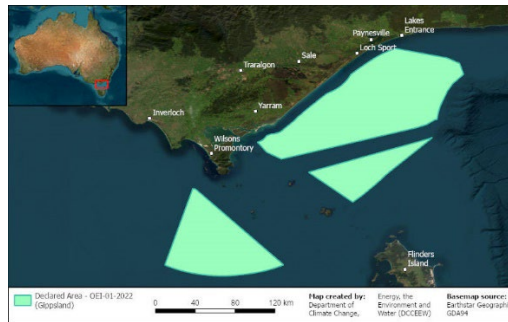 Lakes
Entrance
Paynesville
Loch Sport
Sale
Traralgon
Yarram
Inverloch
Wilsons
Promontory
Flinders
Island
Declared Area - OEI-01-2022
(Gippsland)
0 40 80 120 km
Map created by:
Department of
Climate Change,
Energy, the
Environment and
Water (DCCEEW)
Basemap source:
Earthstar Geographi
GDA94